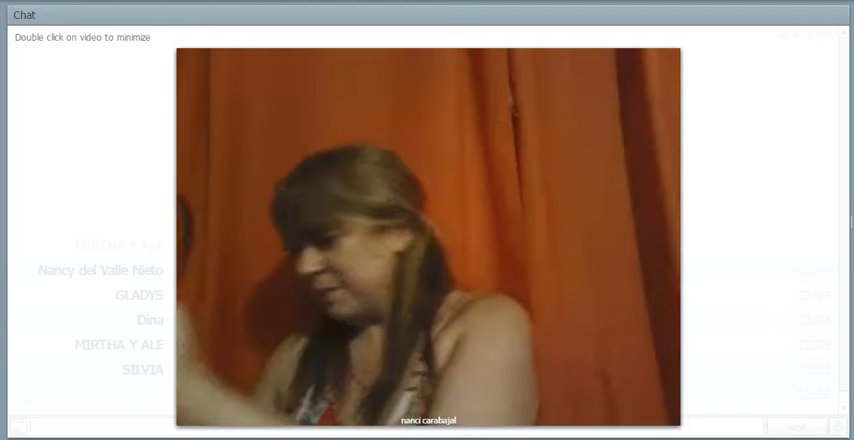 Chat
Double click on video to minimize
MIRTHA Y ALE
Nancy del Valle Nieto
GLADYS
12:04
Dina
12:04
MIRTHA Y ALE
SILVIA
nanci carabajal